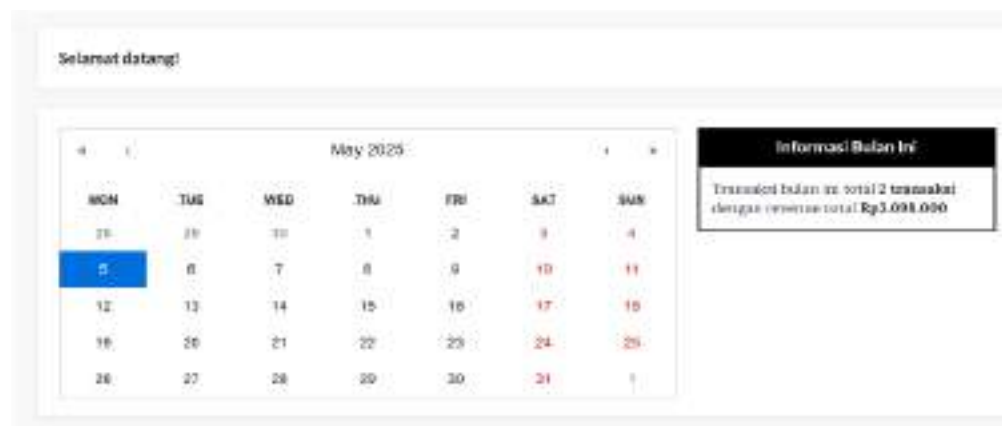 Selamat datang!
« ‹ May 2025 › »
MON TUE WED THU FRI SAT SUN
28 29 30 1 2 3 4
5 6 7 8 9 10 11
12 13 14 15 16 17 18
19 20 21 22 23 24 25
26 27 28 29 30 31 1
Informasi Bulan Ini
Transaksi bulan ini total 2 transaksi
dengan revenue total